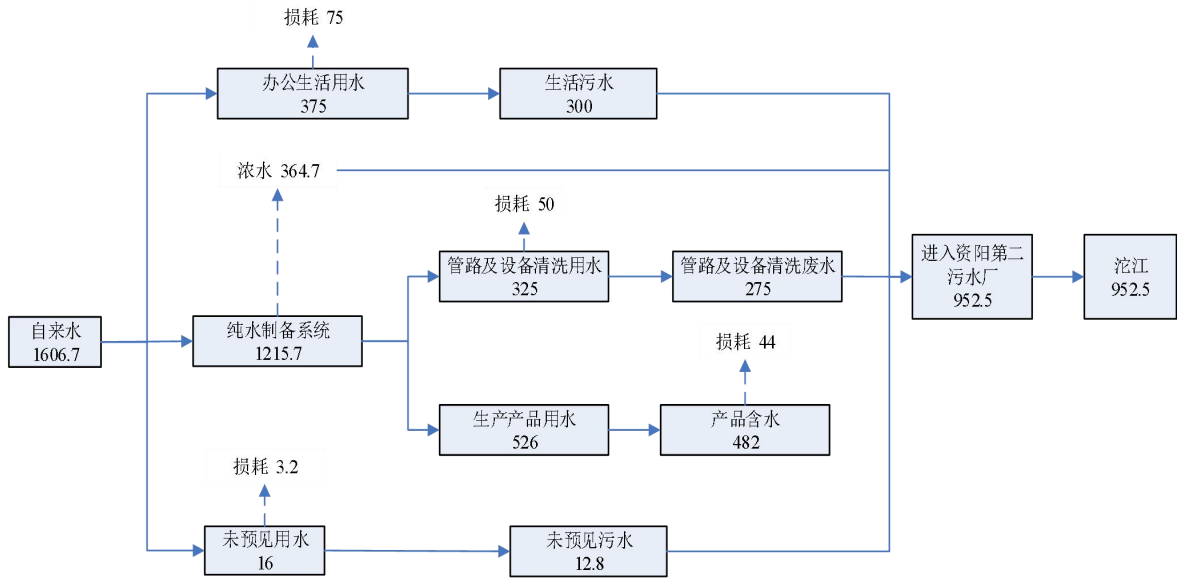 损耗 75
办公生活用水
375
生活污水
300
浓水 364.7
损耗 50
管路及设备清洗用水
325
管路及设备清洗废水
275
进入资阳第二
污水厂
952.5
沱江
952.5
自来水
1606.7
纯水制备系统
1215.7
损耗 44
生产产品用水
526
产品含水
482
损耗 3.2
未预见用水
16
未预见污水
12.8